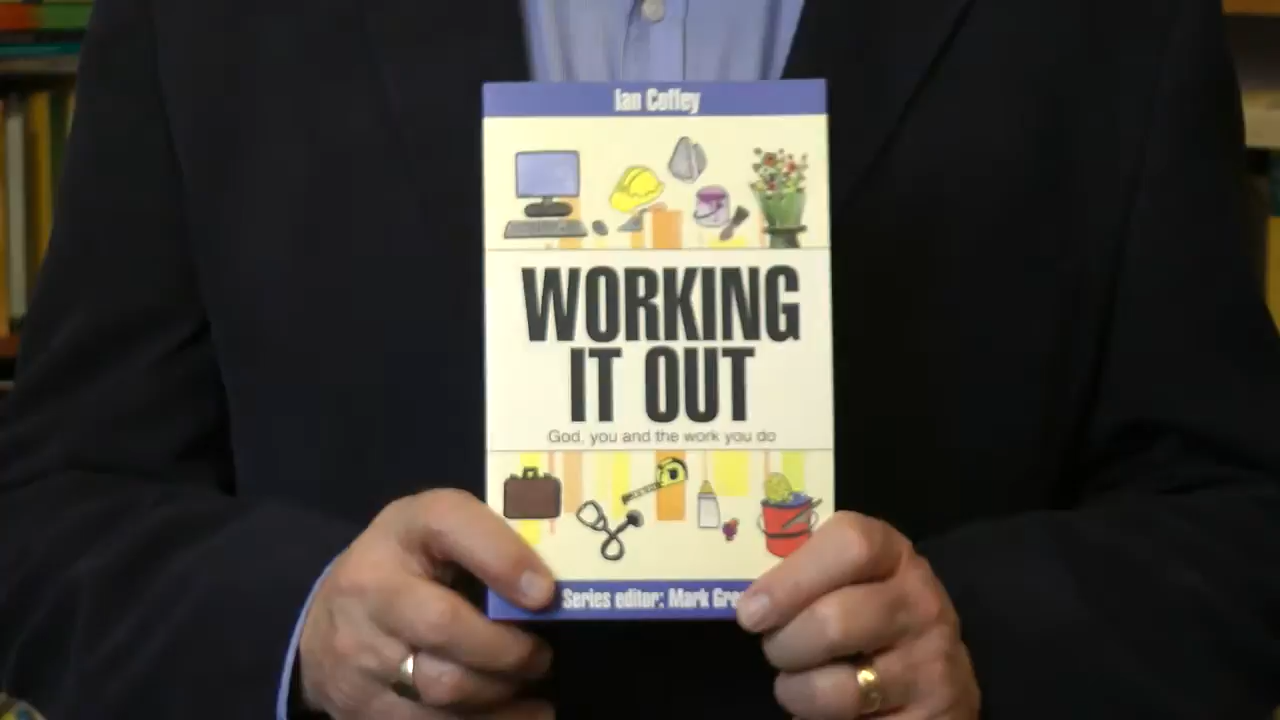 Ian Coffey
WORKING
IT OUT
God, you and the work you do
Series editor: Mark